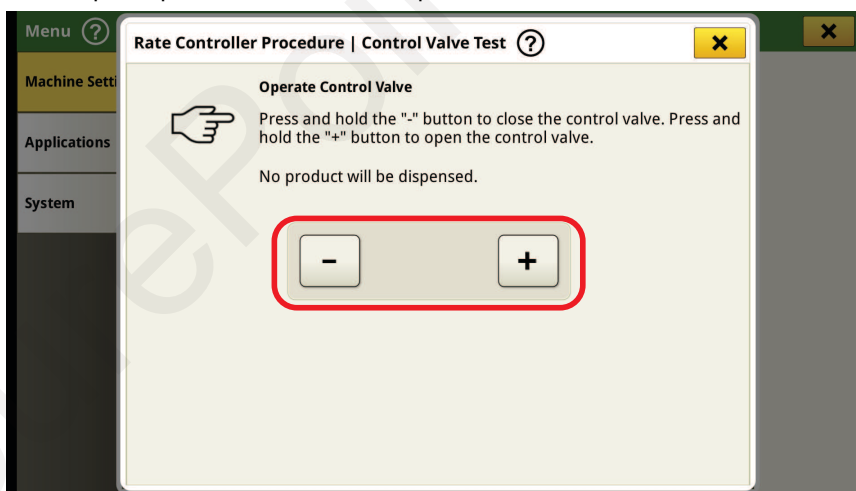 Menu ?
Rate Controller Procedure | Control Valve Test ?
Machine Setti
Operate Control Valve
Press and hold the "-" button to close the control valve. Press and
hold the "+" button to open the control valve.
Applications
No product will be dispensed.
System
- +